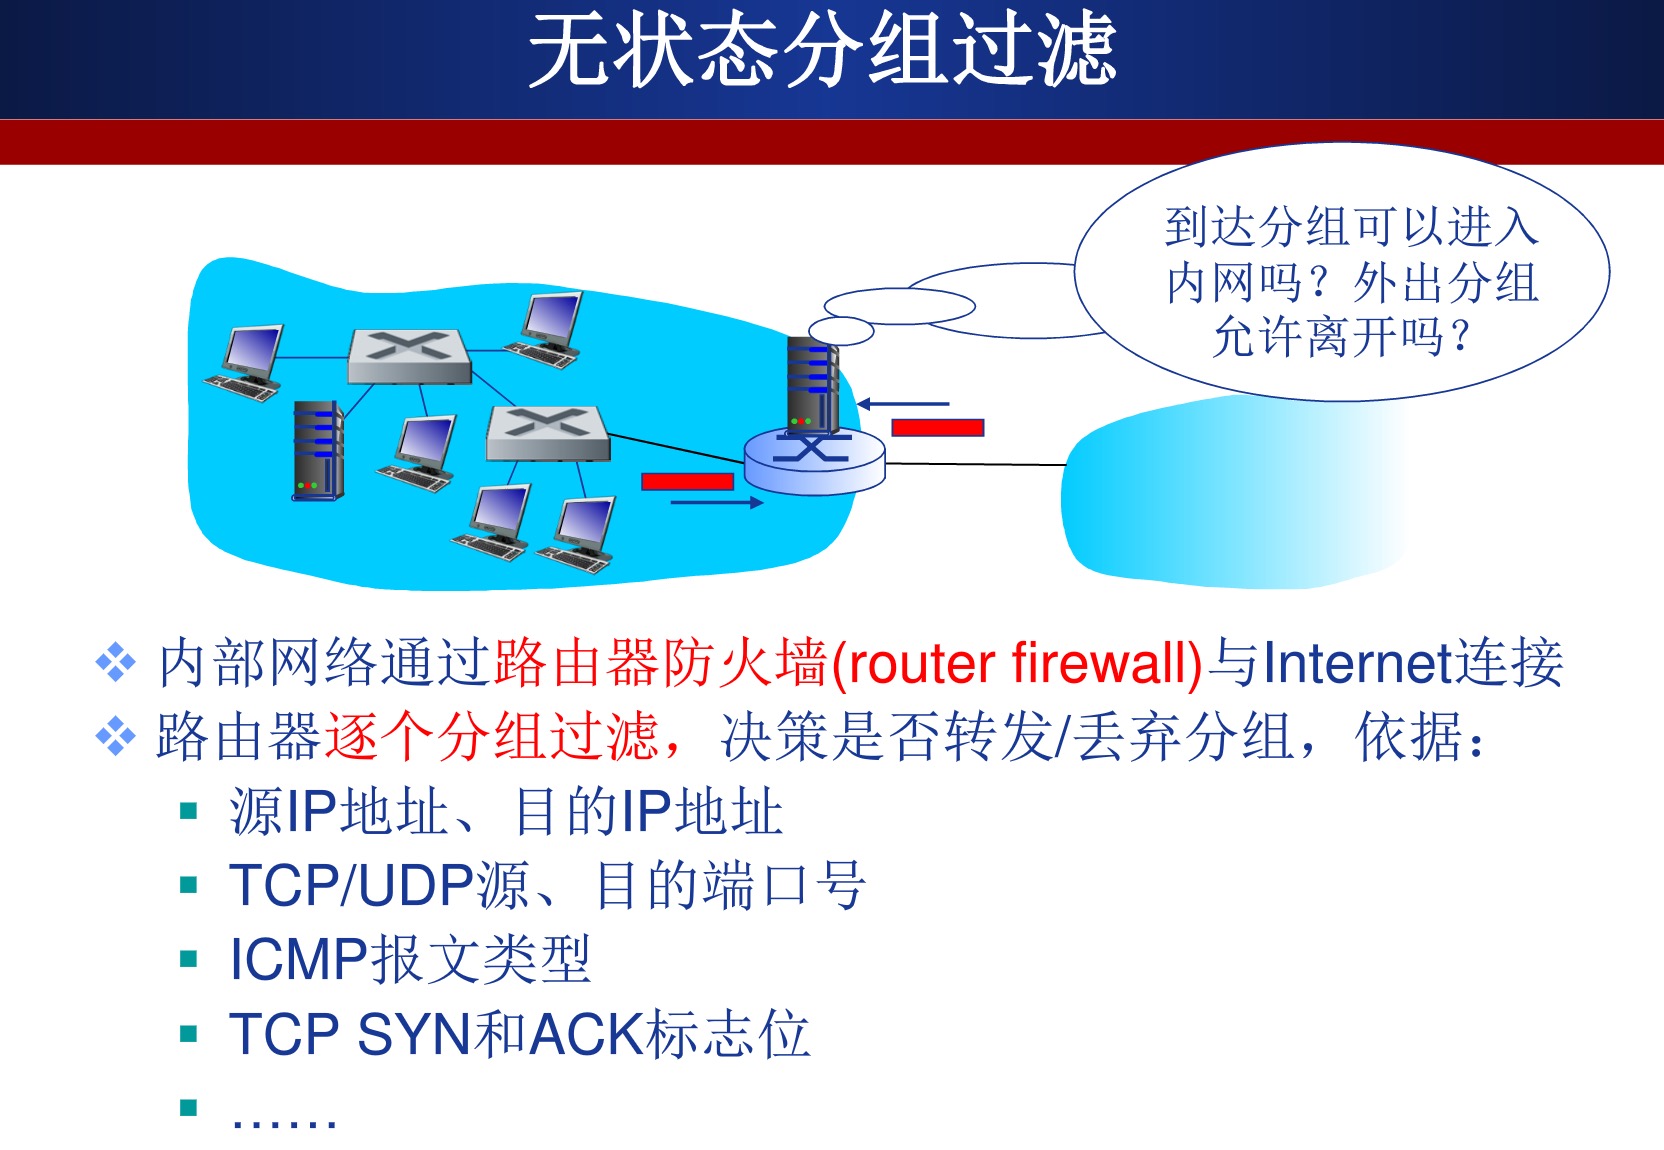 无状态分组过滤
到达分组可以进入
内网吗？外出分组
允许离开吗？
内部网络通过路由器防火墙(router firewall)与Internet连接
路由器逐个分组过滤，决策是否转发/丢弃分组，依据：
源IP地址、目的IP地址
TCP/UDP源、目的端口号
ICMP报文类型
TCP SYN和ACK标志位
……